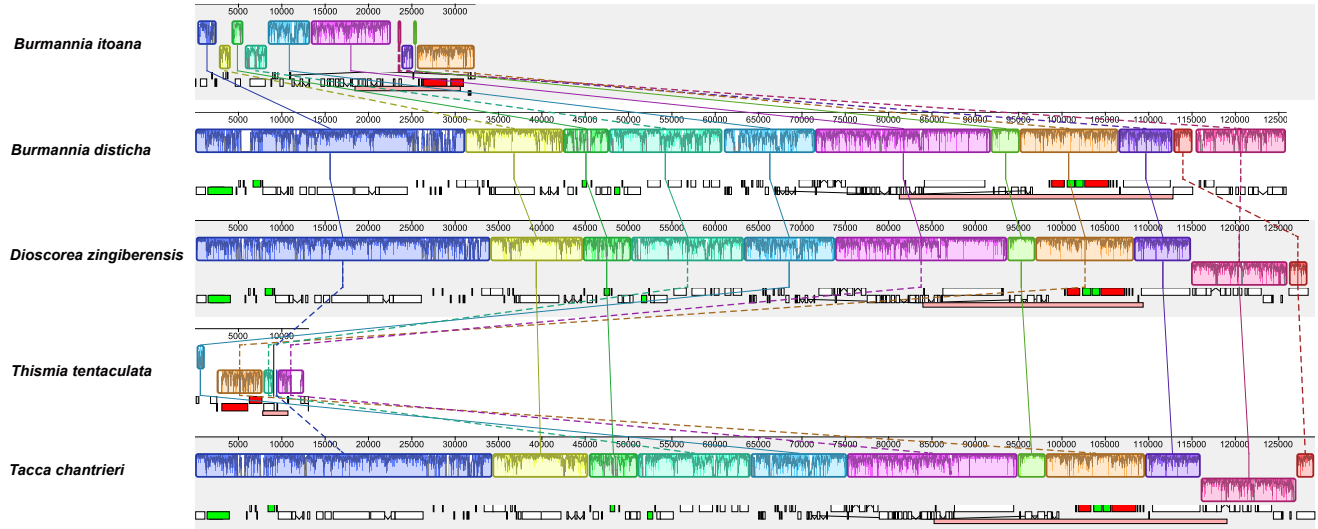 5000 10000 15000 20000 25000 30000
Burmannia itoana
5000 10000 15000 20000 25000 30000 35000 40000 45000 50000 55000 60000 65000 70000 75000 80000 85000 90000 95000 100000 105000 110000 115000 120000 125000
Burmannia disticha
5000 10000 15000 20000 25000 30000 35000 40000 45000 50000 55000 60000 65000 70000 75000 80000 85000 90000 95000 100000 105000 110000 115000 120000 125000
Dioscorea zingiberensis
5000 10000
Thismia tentaculata
5000 10000 15000 20000 25000 30000 35000 40000 45000 50000 55000 60000 65000 70000 75000 80000 85000 90000 95000 100000 105000 110000 115000 120000 125000
Tacca chantrieri